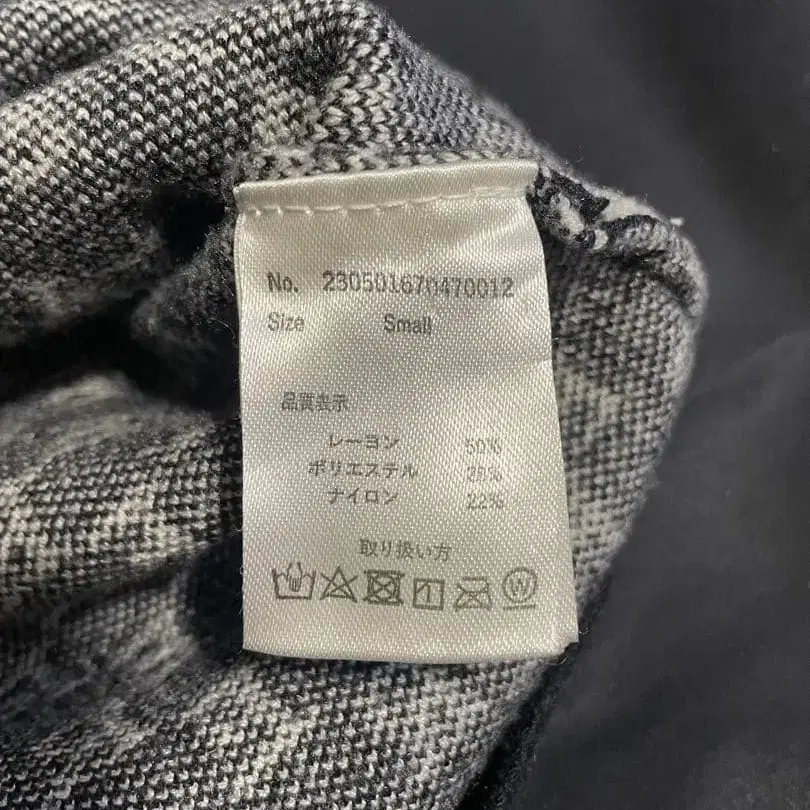 No. 230501670470012
Size Small
品質表示
レーヨン 50%
ポリエステル 28%
ナイロン 22%
取り扱い方
W